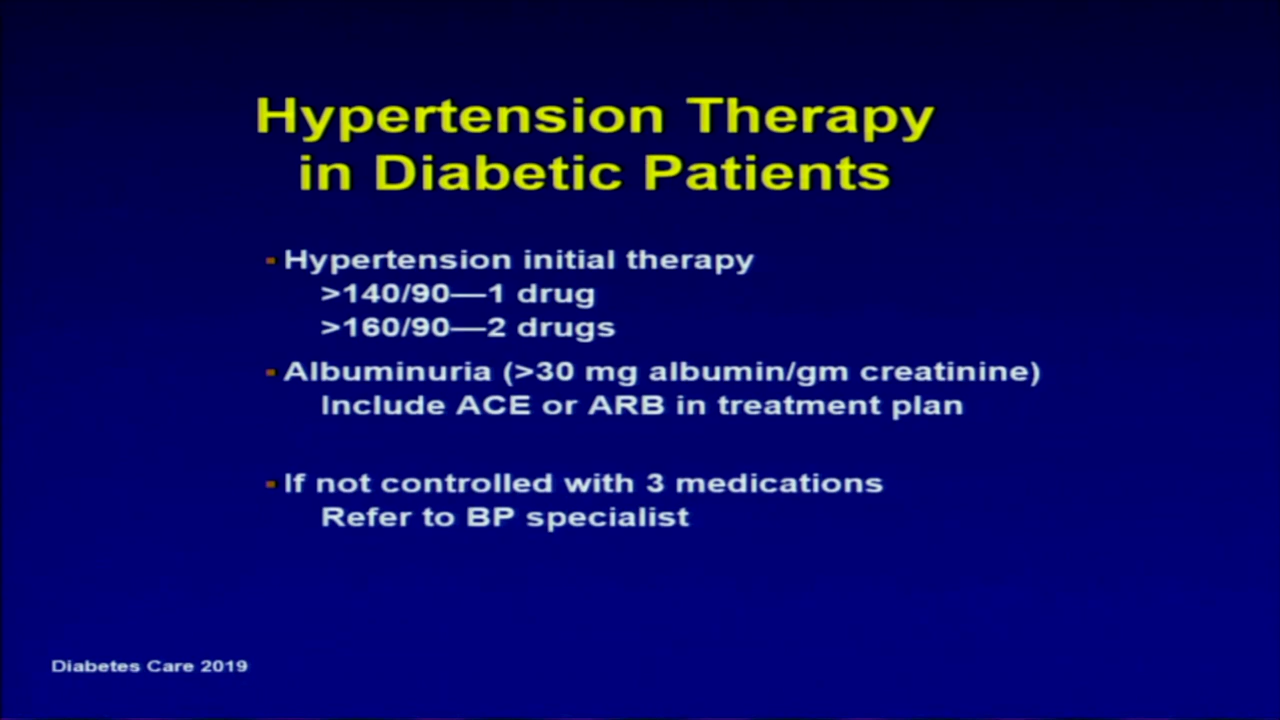 Hypertension Therapy
in Diabetic Patients
▪ Hypertension initial therapy
>140/90—1 drug
>160/90—2 drugs
▪ Albuminuria (>30 mg albumin/gm creatinine)
Include ACE or ARB in treatment plan
▪ If not controlled with 3 medications
Refer to BP specialist
Diabetes Care 2019